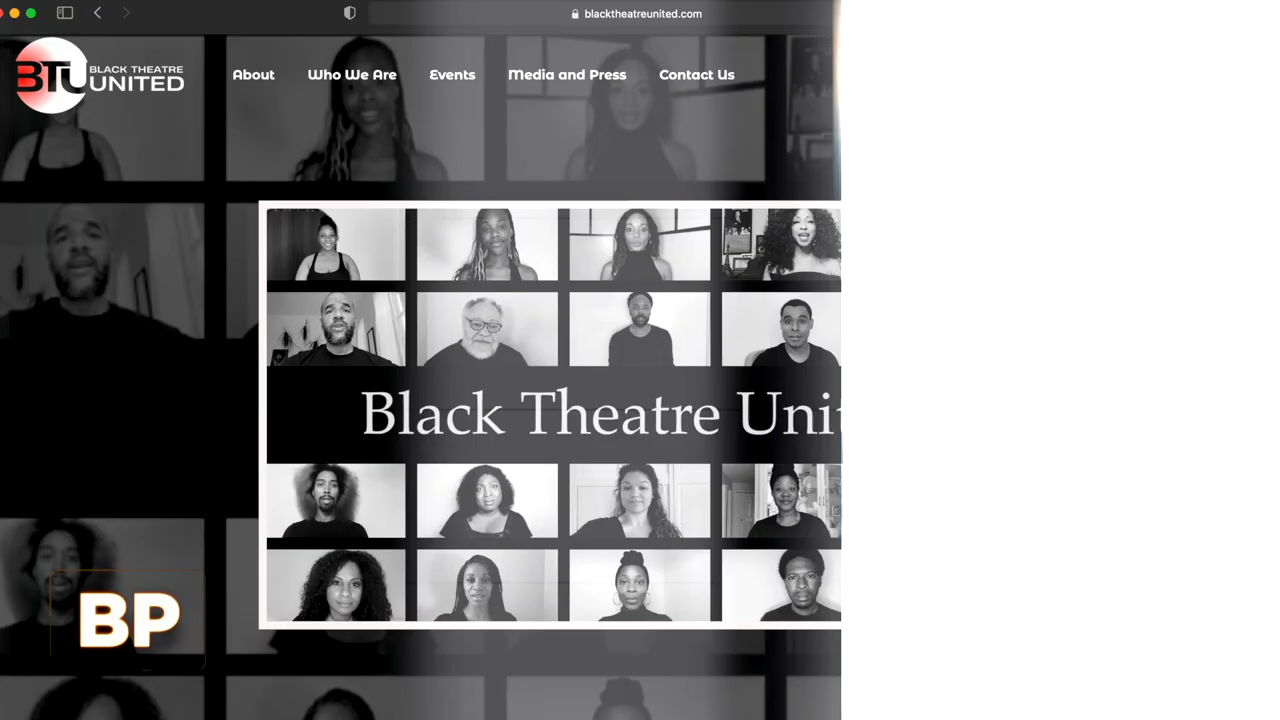 blacktheatreunited.com
BTU BLACK THEATRE
UNITED
About Who We Are Events Media and Press Contact Us
Black Theatre Unit
BP